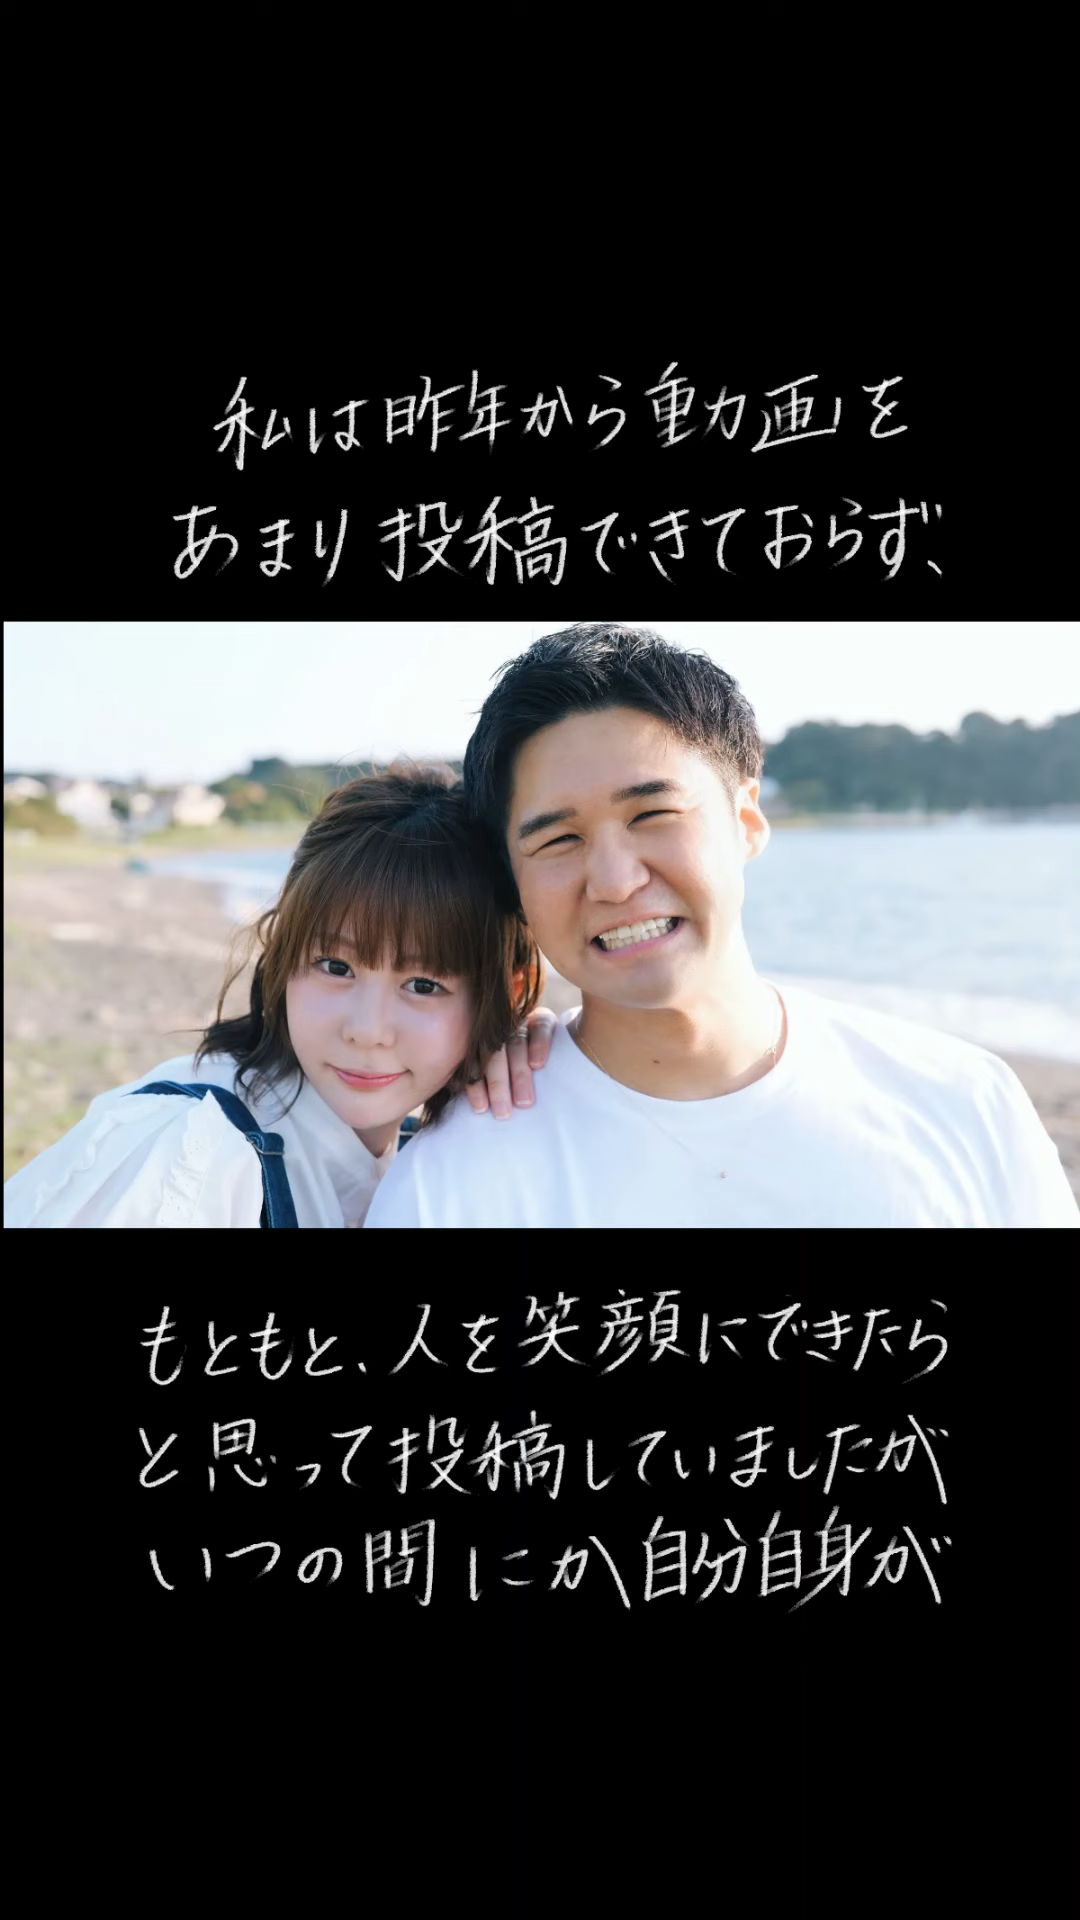 私は昨年から動画を
あまり投稿できておらず、
もともと、人を笑顔にできたら
と思って投稿していましたが
いつの間にか自分自身が